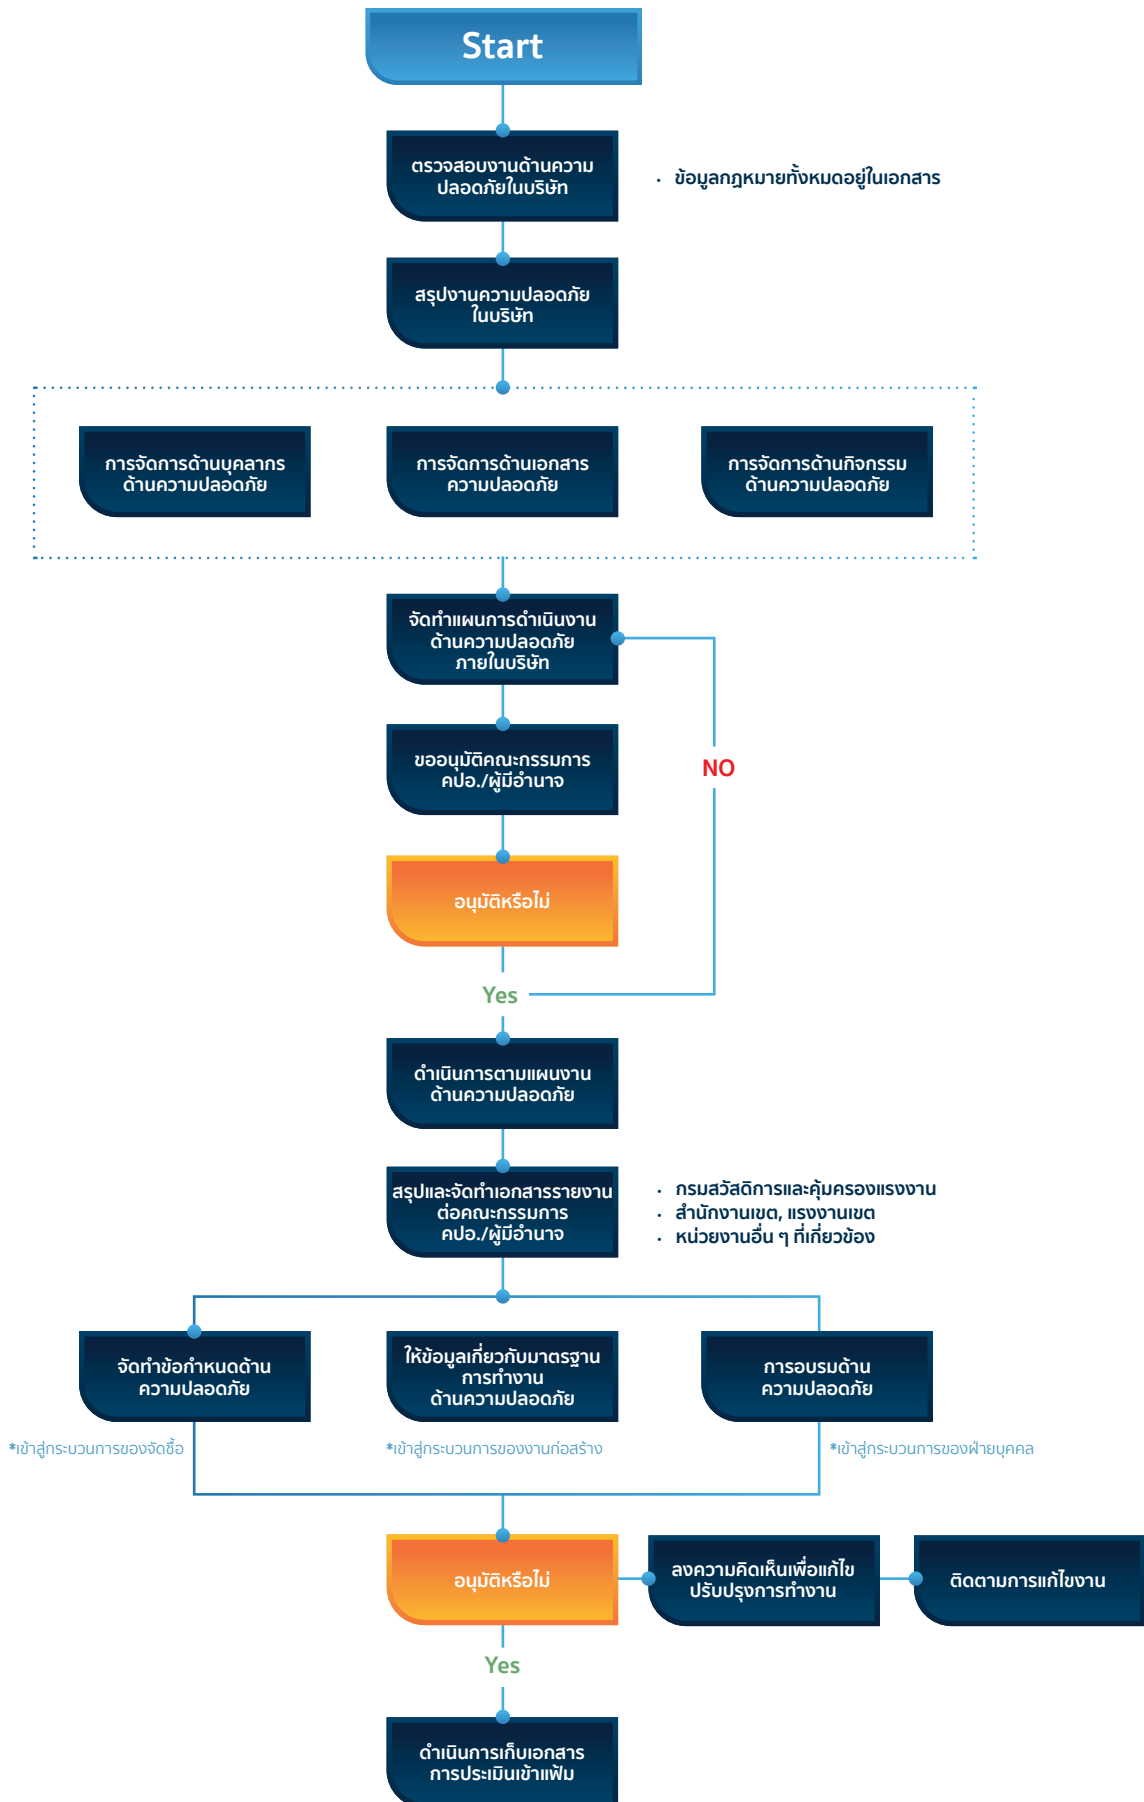 Start
ตรวจสอบงานด้านความ
ปลอดภัยในบริษัท
• ข้อมูลกฎหมายทั้งหมดอยู่ในเอกสาร
สรุปงานความปลอดภัย
ในบริษัท
การจัดการด้านบุคลากร
ด้านความปลอดภัย
การจัดการด้านเอกสาร
ความปลอดภัย
การจัดการด้านกิจกรรม
ด้านความปลอดภัย
จัดทำแผนการดำเนินงาน
ด้านความปลอดภัย
ภายในบริษัท
ขออนุมัติคณะกรรมการ
คปอ./ผู้มีอำนาจ
NO
อนุมัติหรือไม่
Yes
ดำเนินการตามแผนงาน
ด้านความปลอดภัย
สรุปและจัดทำเอกสารรายงาน
ต่อคณะกรรมการ
คปอ./ผู้มีอำนาจ
• กรมสวัสดิการและคุ้มครองแรงงาน
• สำนักงานเขต, แรงงานเขต
• หน่วยงานอื่น ๆ ที่เกี่ยวข้อง
จัดทำข้อกำหนดด้าน
ความปลอดภัย
ให้ข้อมูลเกี่ยวกับมาตรฐาน
การทำงาน
ด้านความปลอดภัย
การอบรมด้าน
ความปลอดภัย
*เข้าสู่กระบวนการของจัดซื้อ
*เข้าสู่กระบวนการของงานก่อสร้าง
*เข้าสู่กระบวนการของฝ่ายบุคคล
อนุมัติหรือไม่
ลงความคิดเห็นเพื่อแก้ไข
ปรับปรุงการทำงาน
ติดตามการแก้ไขงาน
Yes
ดำเนินการเก็บเอกสาร
การประเมินเข้าแฟ้ม